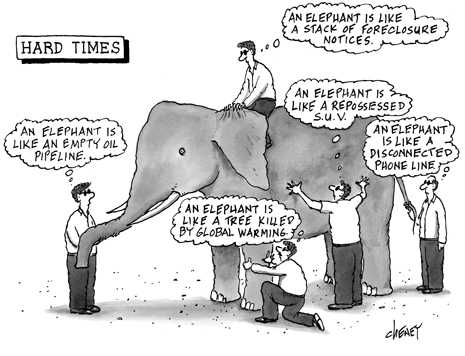 HARD TIMES
AN ELEPHANT IS LIKE
A STACK OF FORECLOSURE
NOTICES.
AN ELEPHANT IS
LIKE A REPOSSESSED
S.U.V.
AN ELEPHANT
IS LIKE A
DISCONNECTED
PHONE LINE.
AN ELEPHANT IS
LIKE AN EMPTY OIL
PIPELINE.
AN ELEPHANT IS
LIKE A TREE KILLED
BY GLOBAL WARMING.
CHENEY